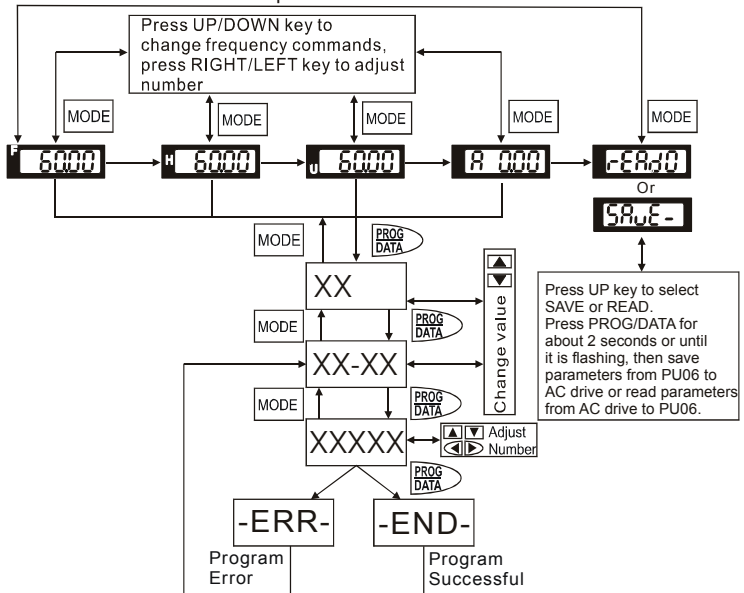 Press UP/DOWN key to
change frequency commands,
press RIGHT/LEFT key to adjust
number
MODE
MODE
MODE
MODE
MODE
F 60.00
H 60.00
U 60.00
A 0.00
rEAd0
Or
SAvE-
MODE
PROG
DATA
XX
MODE
PROG
DATA
XX-XX
MODE
PROG
DATA
XXXXX
PROG
DATA
Change value
Adjust
Number
-ERR-
-END-
Program
Error
Program
Successful
Press UP key to select
SAVE or READ.
Press PROG/DATA for
about 2 seconds or until
it is flashing, then save
parameters from PU06 to
AC drive or read parameters
from AC drive to PU06.